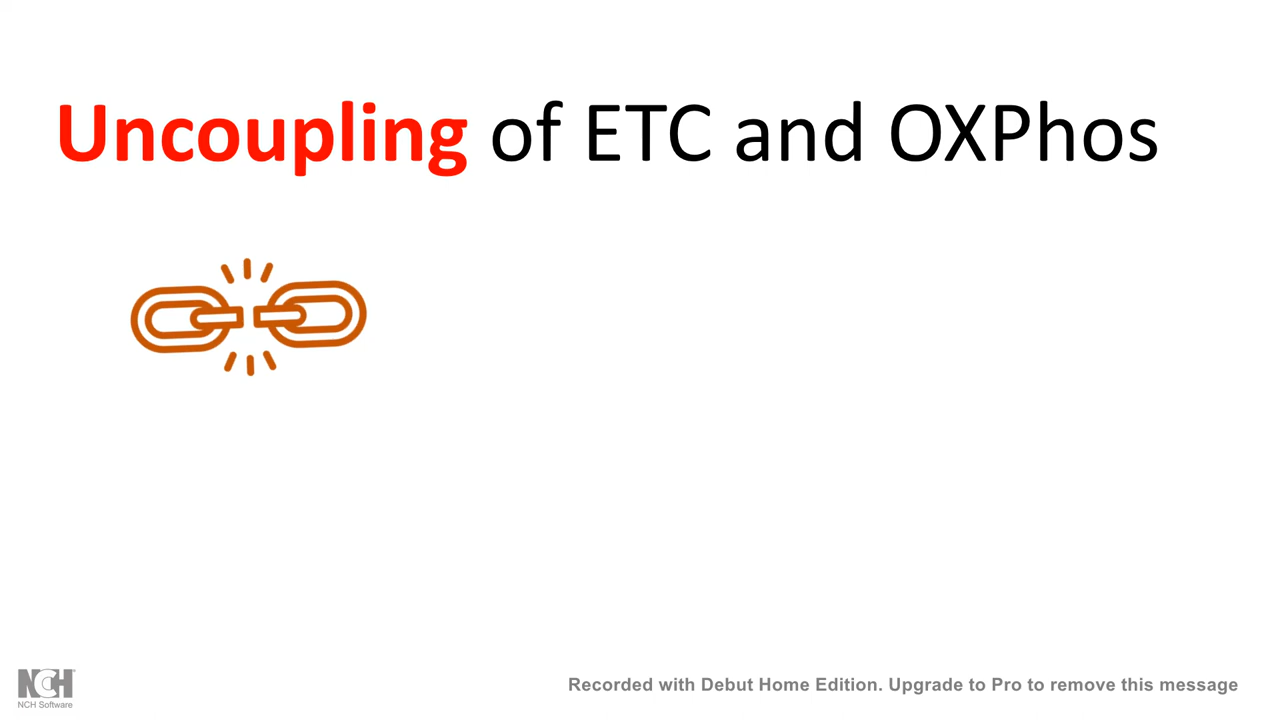 Uncoupling of ETC and OXPhos
NCH
NCH Software
Recorded with Debut Home Edition. Upgrade to Pro to remove this message